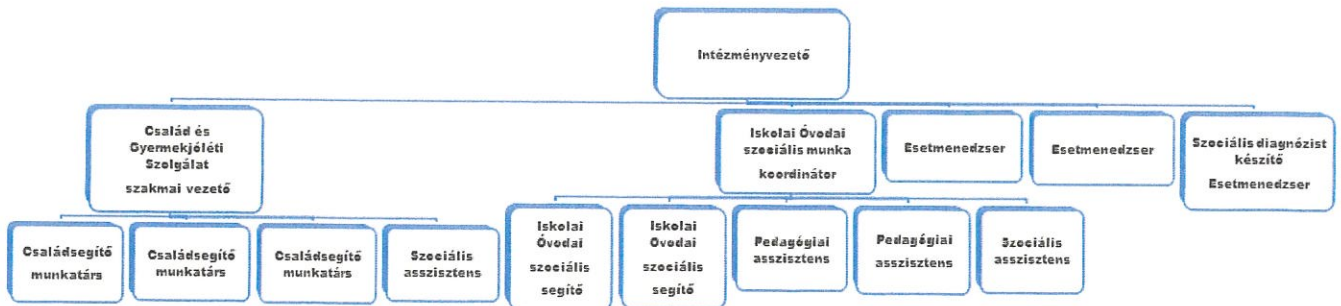 Intézményvezető
Család és
Gyermekjóléti
Szolgálat
szakmai vezető
Iskolai Óvodai
szociális munka
koordinátor
Esetmenedzser
Esetmenedzser
Szociális diagnózist
készítő
Esetmenedzser
Családsegítő
munkatárs
Családsegítő
munkatárs
Családsegítő
munkatárs
Szociális
asszisztens
Iskolai
Óvodai
szociális
segítő
Iskolai
Óvodai
szociális
segítő
Pedagógiai
asszisztens
Pedagógiai
asszisztens
Szociális
asszisztens